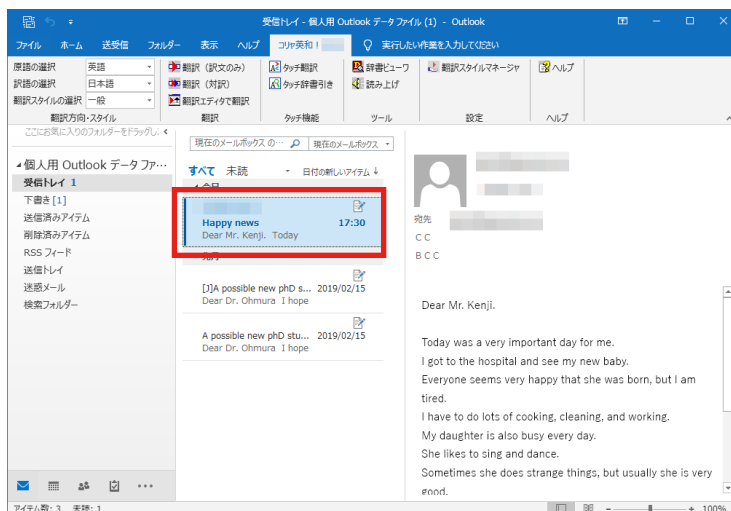 受信トレイ - 個人用 Outlook データ ファイル (1) - Outlook
ファイル ホーム 送受信 フォルダー 表示 ヘルプ コリャ英和! 実行したい作業を入力してください
原語の選択 英語 翻訳 (訳文のみ) タッチ翻訳 辞書ビューワ 翻訳スタイルマネージャ ヘルプ
訳語の選択 日本語 翻訳 (対訳) タッチ辞書引き 読み上げ
翻訳スタイルの選択 一般 翻訳エディタで翻訳
翻訳方向・スタイル 翻訳 タッチ機能 ツール 設定 ヘルプ
ここにお気に入りのフォルダーをドラッグし
現在のメールボックス の… 現在のメールボックス
すべて 未読 日付の新しいアイテム ↓
個人用 Outlook データ ファ…
受信トレイ 1
下書き [1]
送信済みアイテム
削除済みアイテム
RSS フィード
送信トレイ
迷惑メール
検索フォルダー
今日
Happy news 17:30
Dear Mr. Kenji. Today
[J]A possible new phD s... 2019/02/15
Dear Dr. Ohmura I hope
A possible new phD stu... 2019/02/15
Dear Dr. Ohmura I hope
宛先
CC
BCC
Dear Mr. Kenji.
Today was a very important day for me.
I got to the hospital and see my new baby.
Everyone seems very happy that she was born, but I am
tired.
I have to do lots of cooking, cleaning, and working.
My daughter is also busy every day.
She likes to sing and dance.
Sometimes she does strange things, but usually she is very
good.
アイテム数: 3 未読: 1
100%